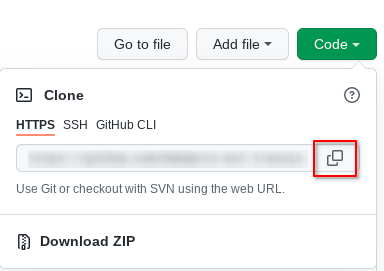 Go to file Add file Code
Clone
HTTPS SSH GitHub CLI
Use Git or checkout with SVN using the web URL.
Download ZIP